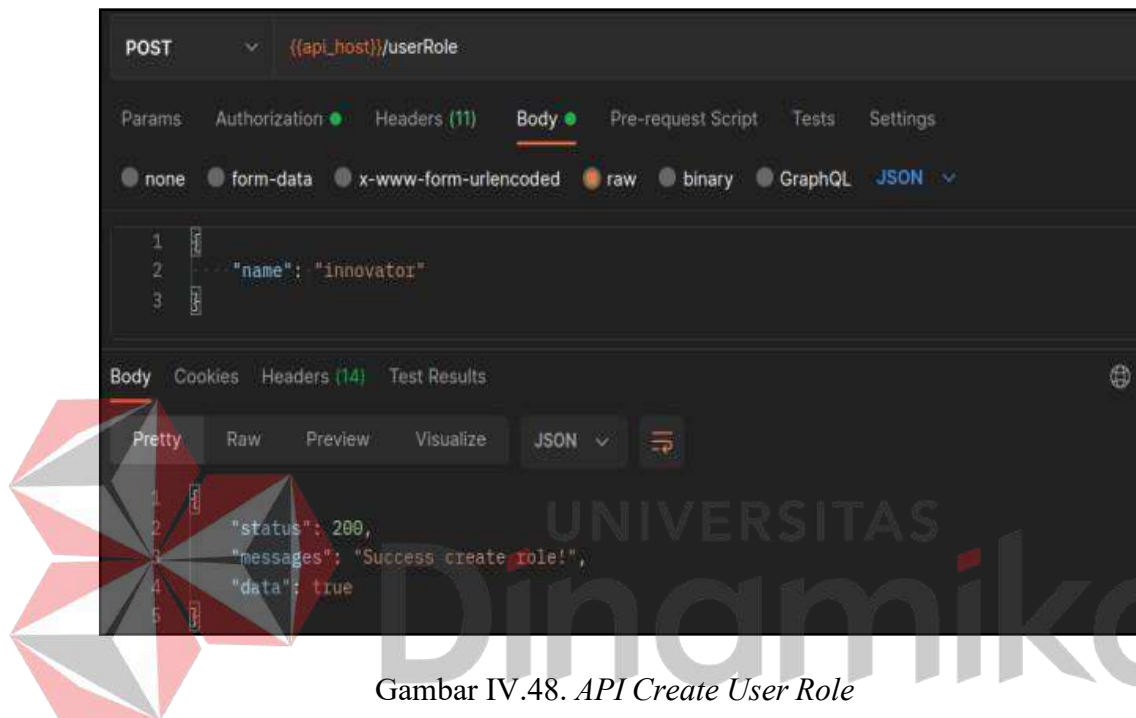 POST {{api_host}}/userRole
Params Authorization Headers (11) Body Pre-request Script Tests Settings
none form-data x-www-form-urlencoded raw binary GraphQL JSON
1 {
2 "name": "innovator"
3 }
Body Cookies Headers (14) Test Results
Pretty Raw Preview Visualize JSON
1 {
2 "status": 200,
3 "messages": "Success create role!",
4 "data": true
5 }
UNIVERSITAS
Dinamika
Gambar IV.48. API Create User Role